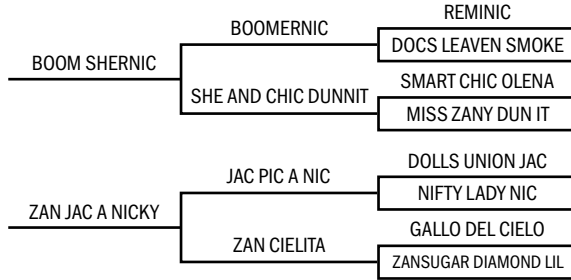 REMINIC
BOOMERNIC
DOCS LEAVEN SMOKE
BOOM SHERNIC
SMART CHIC OLENA
SHE AND CHIC DUNNIT
MISS ZANY DUN IT
DOLLS UNION JAC
JAC PIC A NIC
NIFTY LADY NIC
ZAN JAC A NICKY
GALLO DEL CIELO
ZAN CIELITA
ZANSUGAR DIAMOND LIL